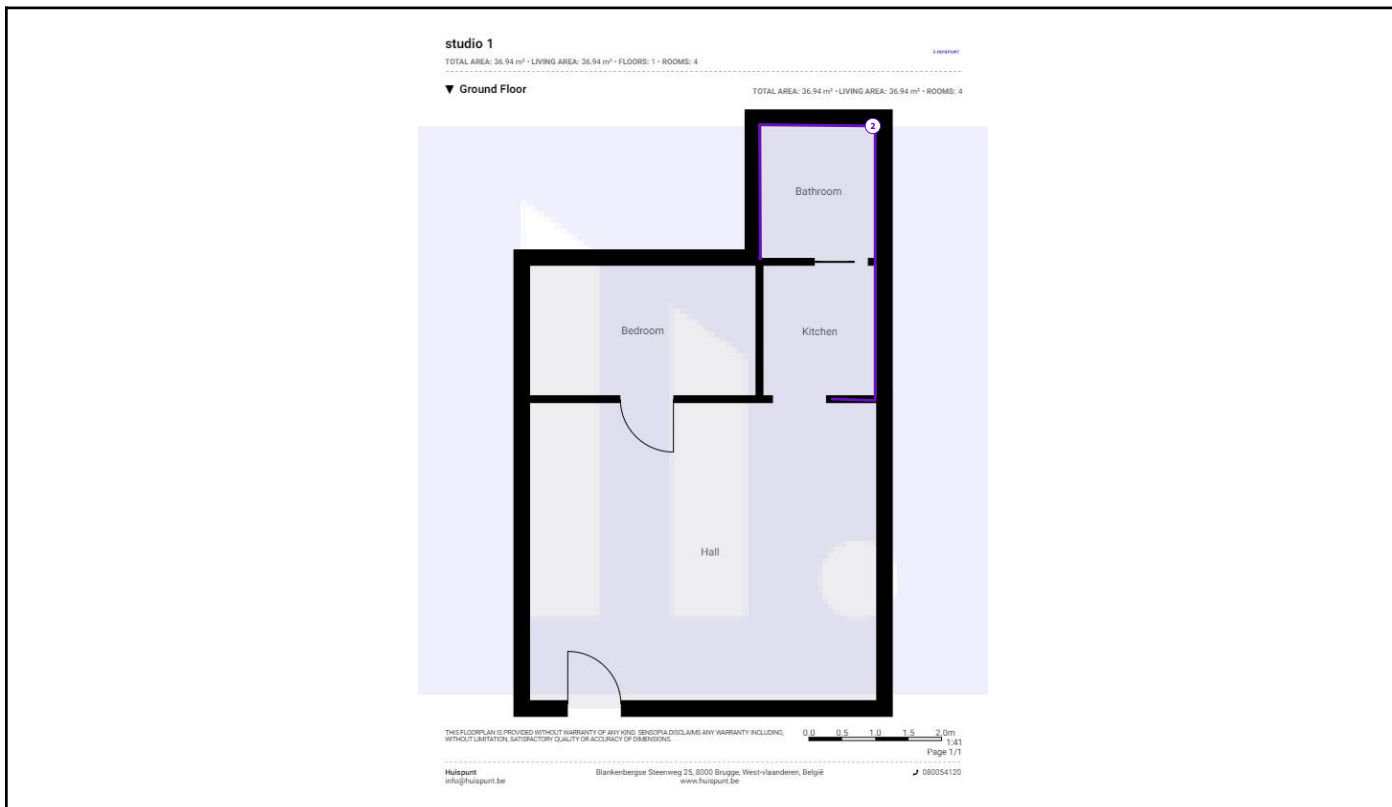 studio 1
TOTAL AREA: 36.94 m² • LIVING AREA: 36.94 m² • FLOORS: 1 • ROOMS: 4
▼ Ground Floor
TOTAL AREA: 36.94 m² • LIVING AREA: 36.94 m² • ROOMS: 4
2
Bathroom
Bedroom
Kitchen
Hall
THIS FLOORPLAN IS PROVIDED WITHOUT WARRANTY OF ANY KIND. SENSOPIA DISCLAIMS ANY WARRANTY INCLUDING,
WITHOUT LIMITATION, SATISFACTORY QUALITY OR ACCURACY OF DIMENSIONS.
0.0 0.5 1.0 1.5 2.0m
1:41
Page 1/1
Huispunt
info@huispunt.be
Blankenbergse Steenweg 25, 8000 Brugge, West-vlaanderen, België
www.huispunt.be
080054120